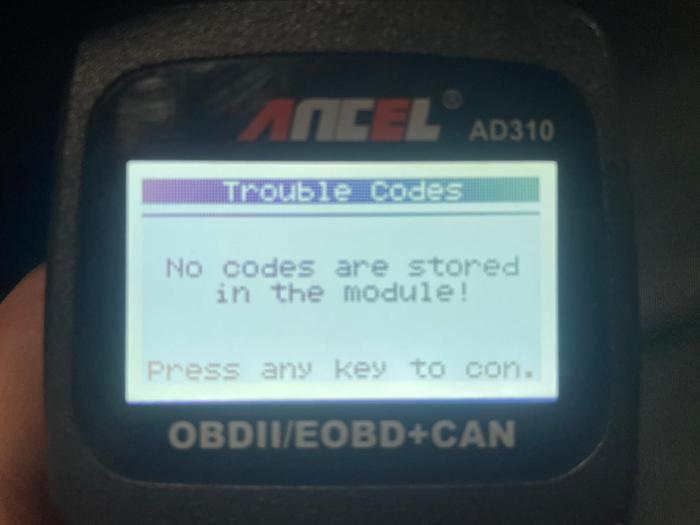 ANCEL® AD310
Trouble Codes
No codes are stored
in the module!
Press any key to con.
OBDII/EOBD+CAN